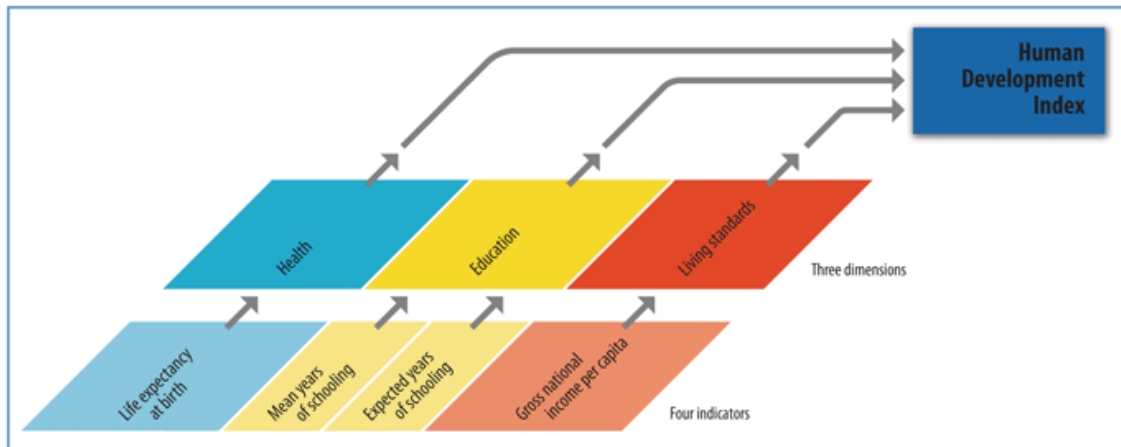 Human
Development
Index
Health
Education
Living standards
Three dimensions
Life expectancy
at birth
Mean years
of schooling
Expected years
of schooling
Gross national
income per capita
Four indicators